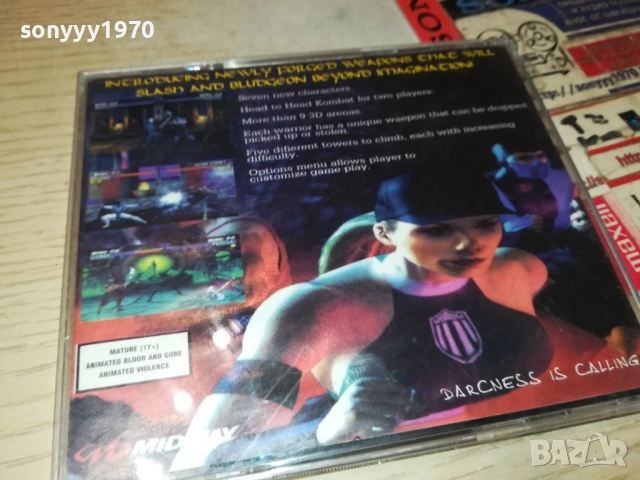 sonyyy1970
INTRODUCING NEWLY FORGED WEAPONS THAT WILL
SLASH AND BLUDGEON BEYOND IMAGINATION!
Seven new characters.
Head to Head Kombat for two players.
More than 9 3D arenas.
Each warrior has a unique waepon that can be dropped,
picked up or stolen.
Five different towers to climb, each with increasing
difficulty.
Options menu allows player to
customize game play.
MATURE (17+)
ANIMATED BLOOD AND GORE
ANIMATED VIOLENCE
MIDWAY
DARCNESS IS CALLING
maxell
BAZAR